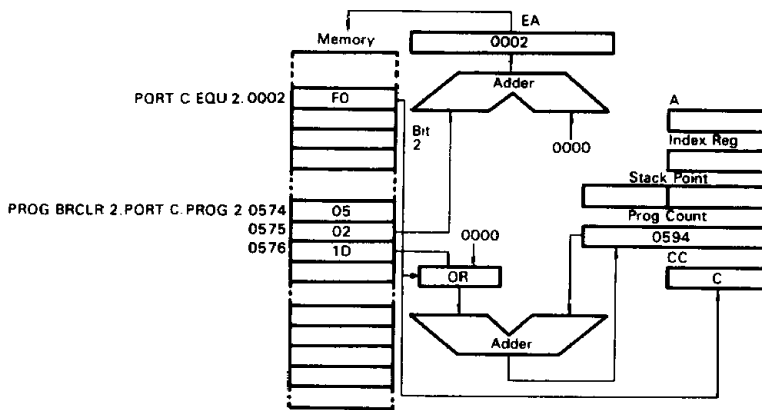 EA
Memory
0002
Adder
PORT C EQU 2. 0002
F0
A
Bit
2
0000
Index Reg
Stack Point
PROG BRCLR 2. PORT C. PROG 2 0574
05
Prog Count
0575
02
0594
0576
1D
0000
CC
OR
C
Adder